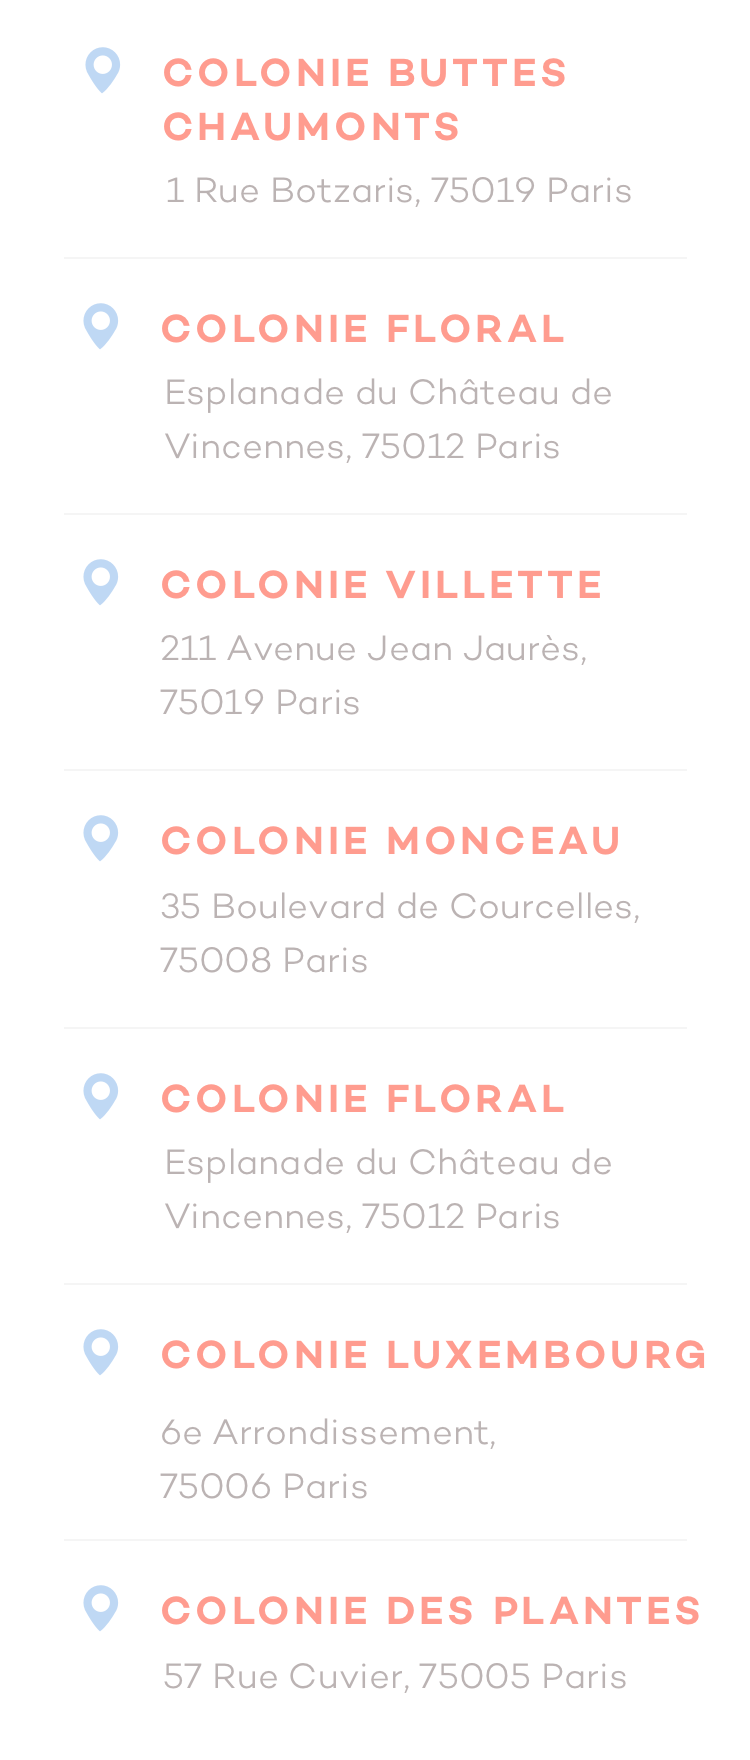 COLONIE BUTTES
CHAUMONTS
1 Rue Botzaris, 75019 Paris
COLONIE FLORAL
Esplanade du Château de
Vincennes, 75012 Paris
COLONIE VILLETTE
211 Avenue Jean Jaurès,
75019 Paris
COLONIE MONCEAU
35 Boulevard de Courcelles,
75008 Paris
COLONIE FLORAL
Esplanade du Château de
Vincennes, 75012 Paris
COLONIE LUXEMBOURG
6e Arrondissement,
75006 Paris
COLONIE DES PLANTES
57 Rue Cuvier, 75005 Paris